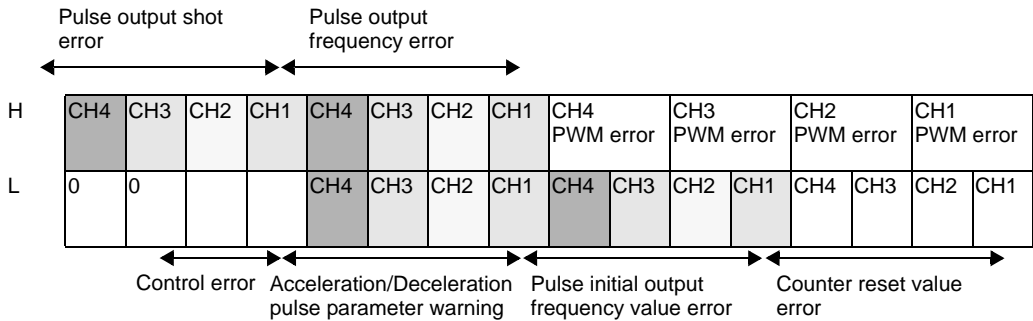 Pulse output shot
error
Pulse output
frequency error
H
CH4 CH3 CH2 CH1 CH4 CH3 CH2 CH1 CH4
PWM error CH3
PWM error CH2
PWM error CH1
PWM error
L
0 0 CH4 CH3 CH2 CH1 CH4 CH3 CH2 CH1 CH4 CH3 CH2 CH1
Control error
Acceleration/Deceleration
pulse parameter warning
Pulse initial output
frequency value error
Counter reset value
error